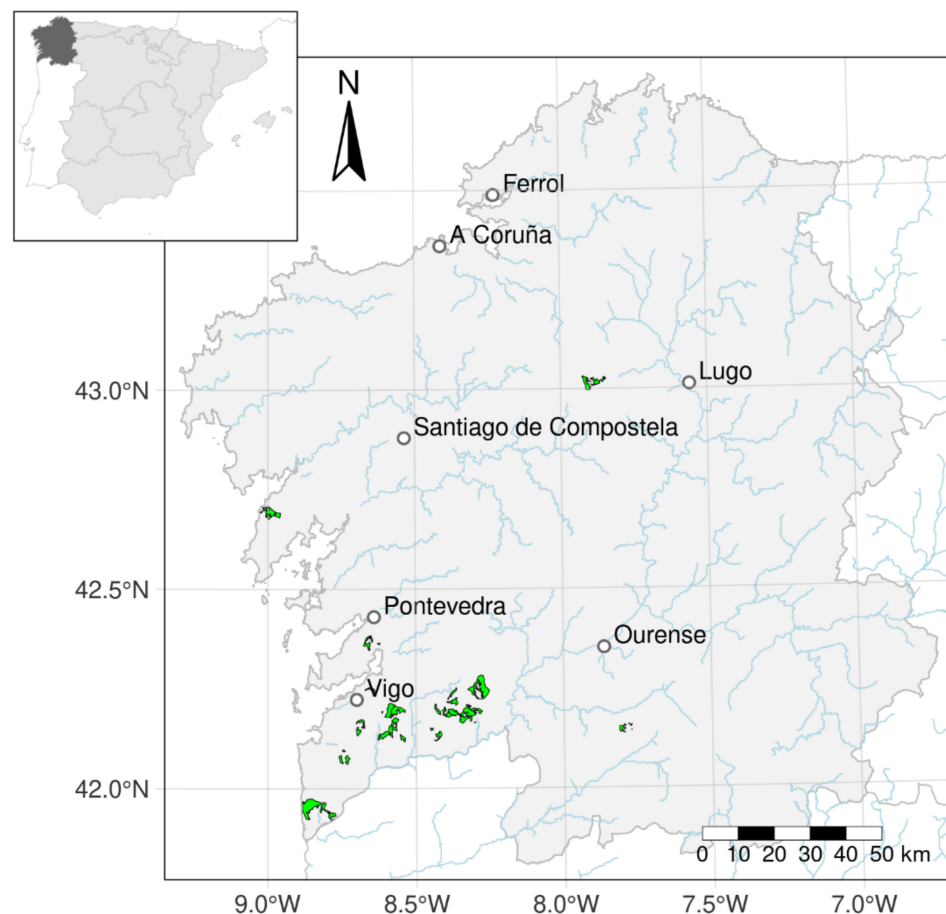 N
Ferrol
A Coruña
Lugo
43.0°N
Santiago de Compostela
42.5°N
Pontevedra
Ourense
Vigo
42.0°N
0 10 20 30 40 50 km
9.0°W 8.5°W 8.0°W 7.5°W 7.0°W